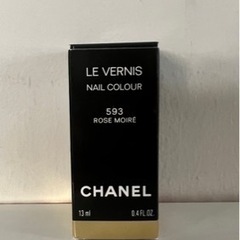 LE VERNIS
NAIL COLOUR
593
ROSE MOIRÉ
CHANEL
13 ml 0.4 FL. OZ.